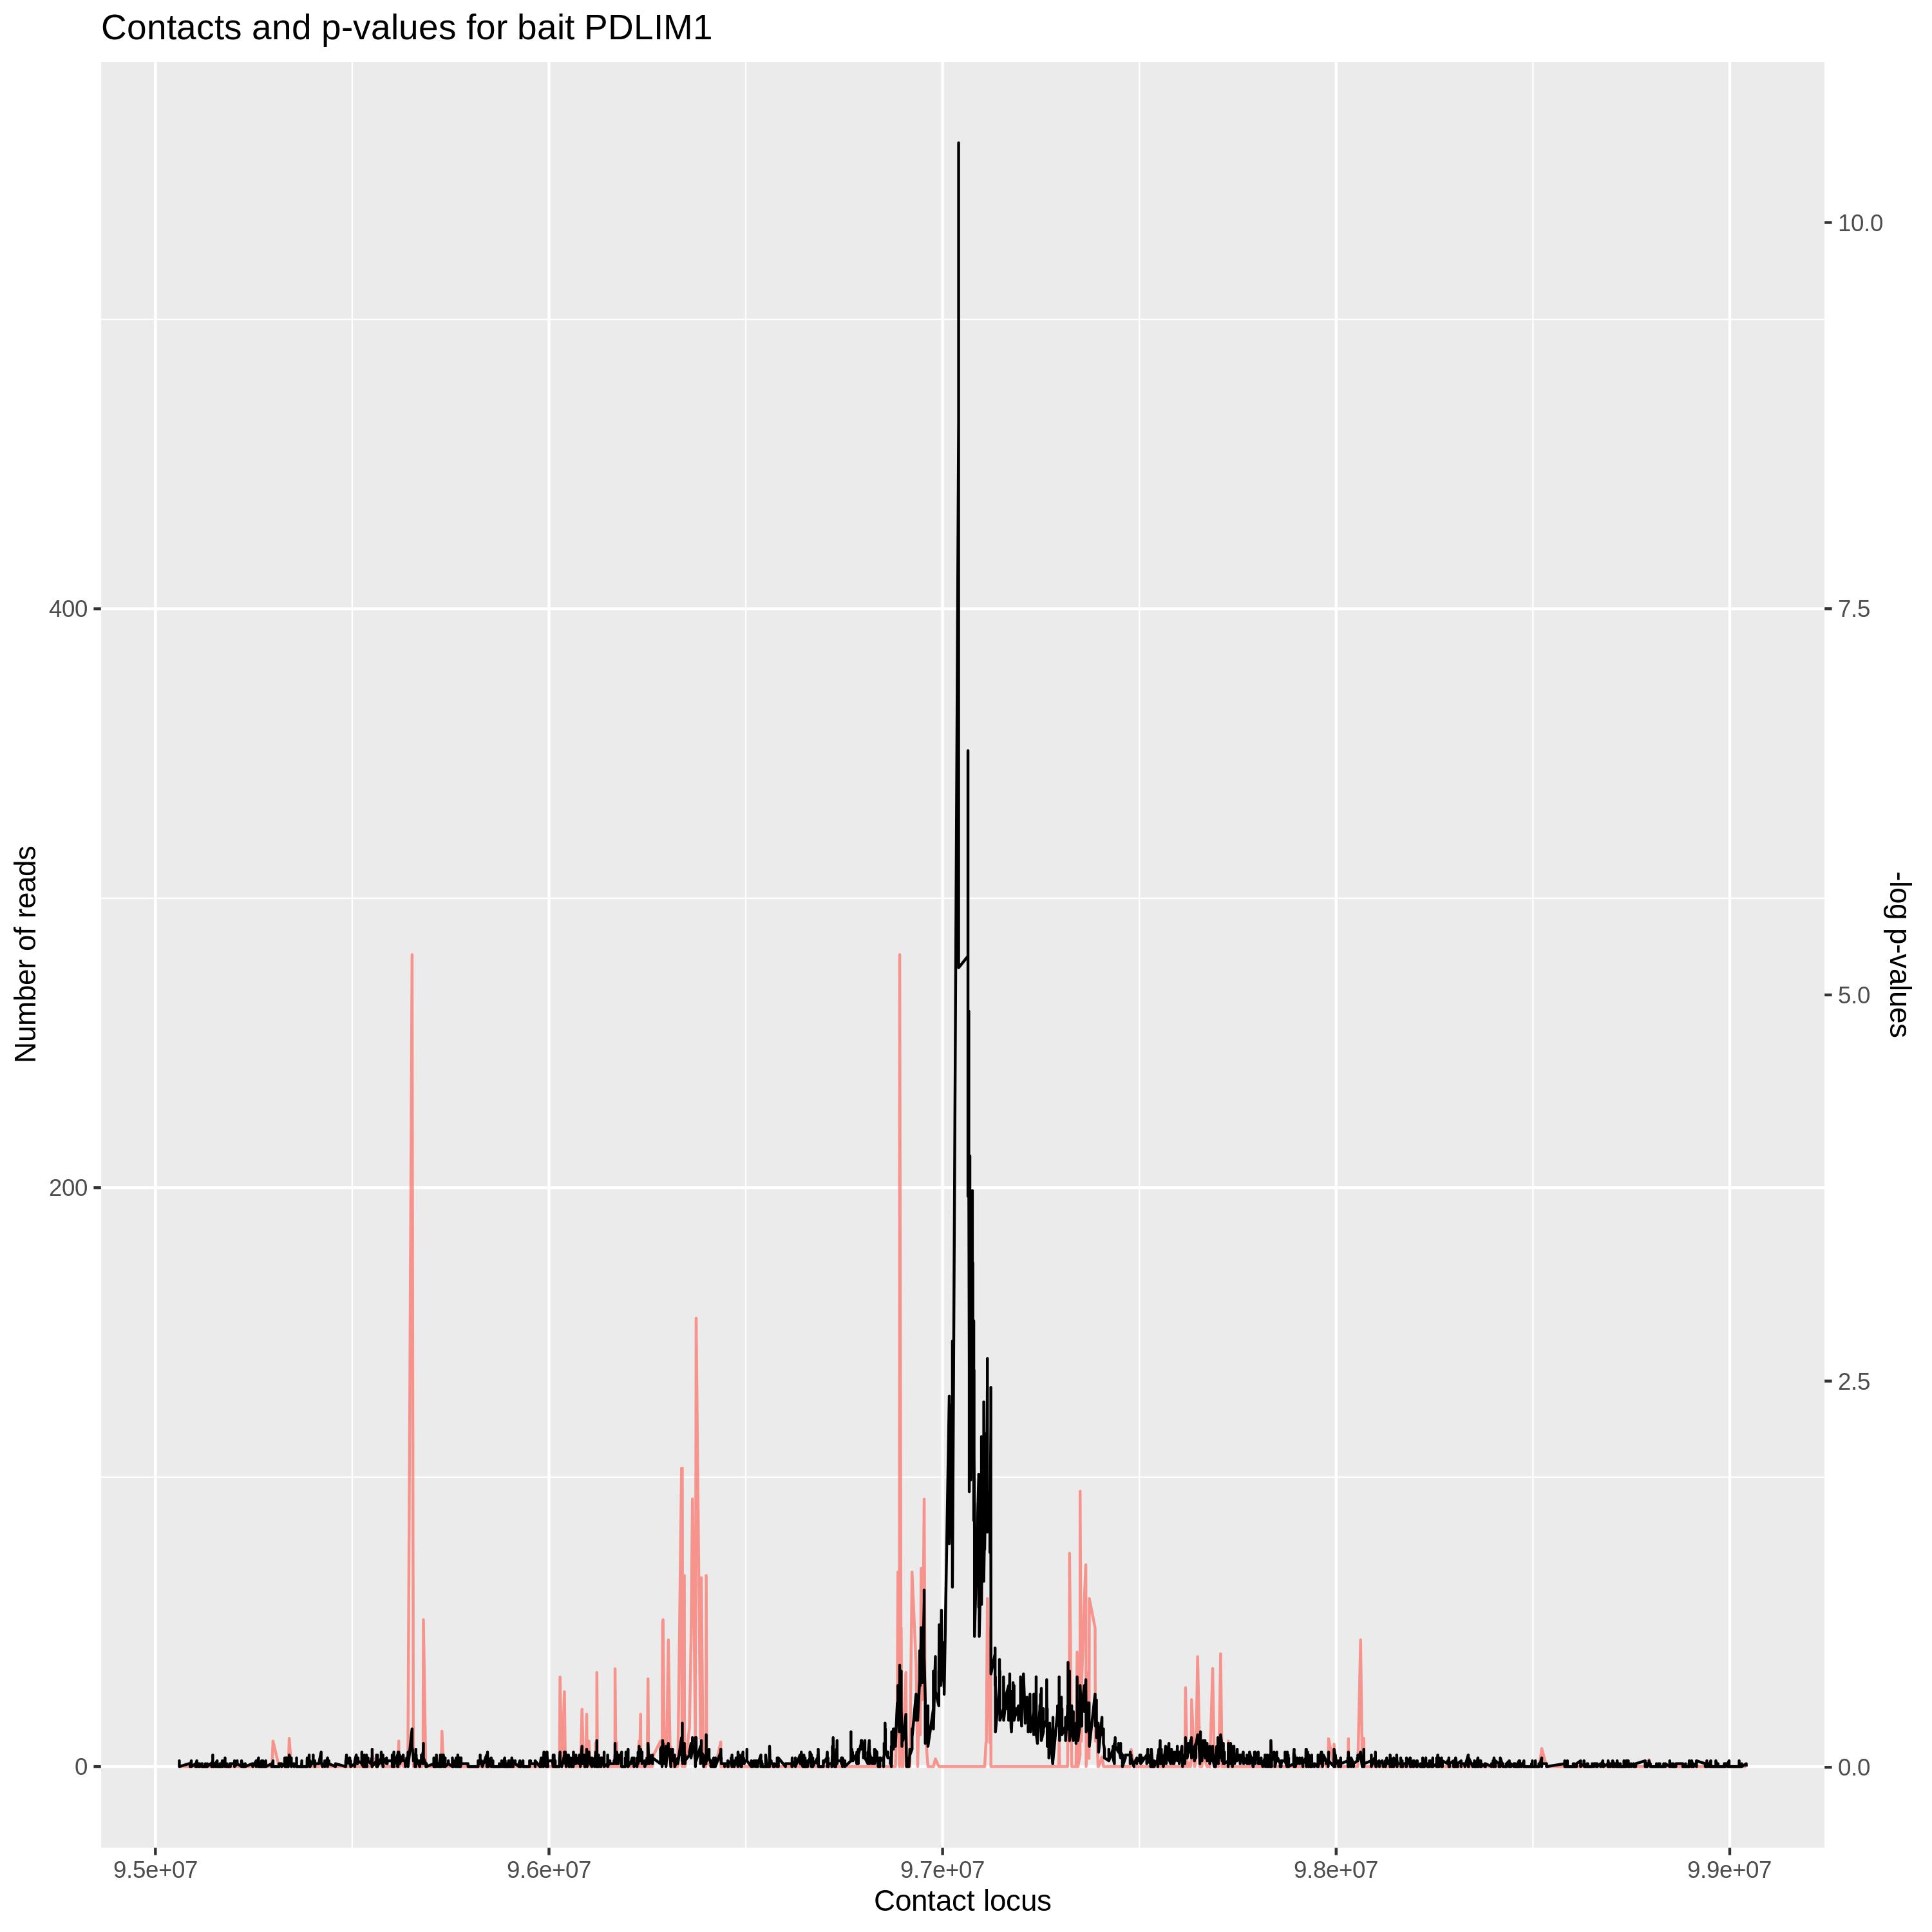 Contacts and p-values for bait PDLIM1
Number of reads
400
200
0
10.0
7.5
5.0
2.5
0.0
-log p-values
9.5e+07
9.6e+07
9.7e+07
9.8e+07
9.9e+07
Contact locus